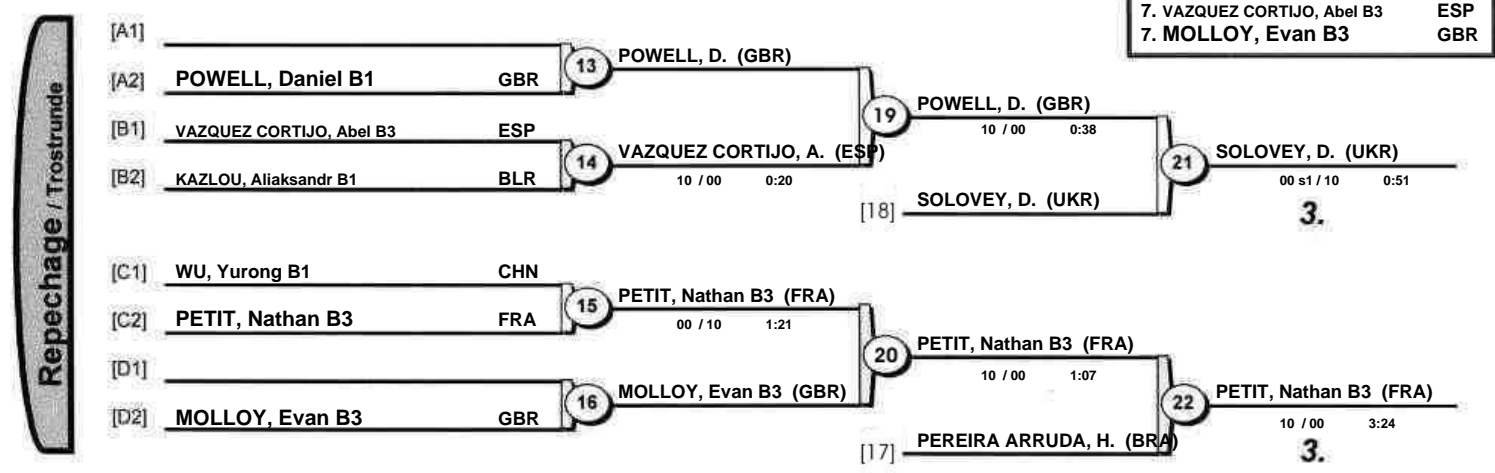 7. VAZQUEZ CORTIJO, Abel B3 ESP
7. MOLLOY, Evan B3 GBR
Repechage / Trostrunde
[A1]
[A2] POWELL, Daniel B1 GBR
13 POWELL, D. (GBR)
[B1] VAZQUEZ CORTIJO, Abel B3 ESP
[B2] KAZLOU, Aliaksandr B1 BLR
14 VAZQUEZ CORTIJO, A. (ESP)
10 / 00 0:20
19 POWELL, D. (GBR)
10 / 00 0:38
[18] SOLOVEY, D. (UKR)
21 SOLOVEY, D. (UKR)
00 s1 / 10 0:51
3.
[C1] WU, Yurong B1 CHN
[C2] PETIT, Nathan B3 FRA
15 PETIT, Nathan B3 (FRA)
00 / 10 1:21
[D1]
[D2] MOLLOY, Evan B3 GBR
16 MOLLOY, Evan B3 (GBR)
20 PETIT, Nathan B3 (FRA)
10 / 00 1:07
[17] PEREIRA ARRUDA, H. (BRA)
22 PETIT, Nathan B3 (FRA)
10 / 00 3:24
3.